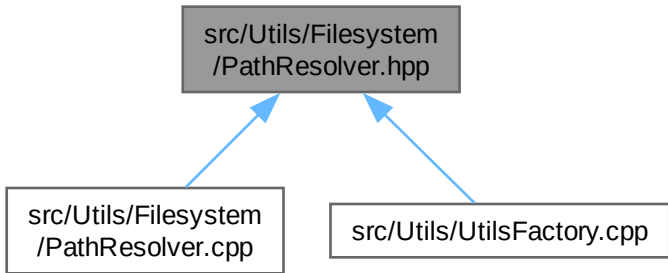 src/Utils/Filesystem
/PathResolver.hpp
src/Utils/Filesystem
/PathResolver.cpp
src/Utils/UtilsFactory.cpp